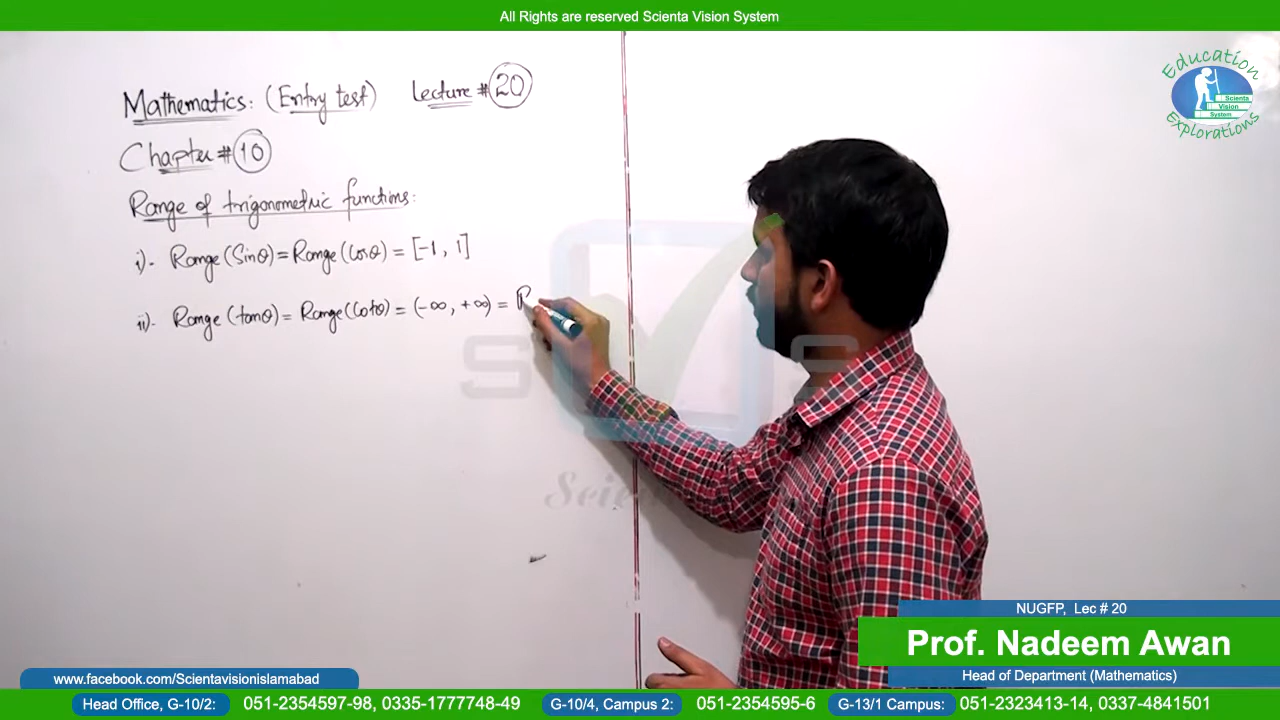 All Rights are reserved Scienta Vision System
Education
Scienta
Vision
System
Explorations
Mathematics: (Entry test) Lecture # 20
Chapter # 10
Range of trigonometric functions:
i)- Range (Sinθ) = Range (Cosθ) = [-1, 1]
ii)- Range (tanθ) = Range (Cotθ) = (-∞, +∞) = R
NUGFP, Lec # 20
Prof. Nadeem Awan
Head of Department (Mathematics)
www.facebook.com/Scientavisionislamabad
Head Office, G-10/2: 051-2354597-98, 0335-1777748-49 G-10/4, Campus 2: 051-2354595-6 G-13/1 Campus: 051-2323413-14, 0337-4841501